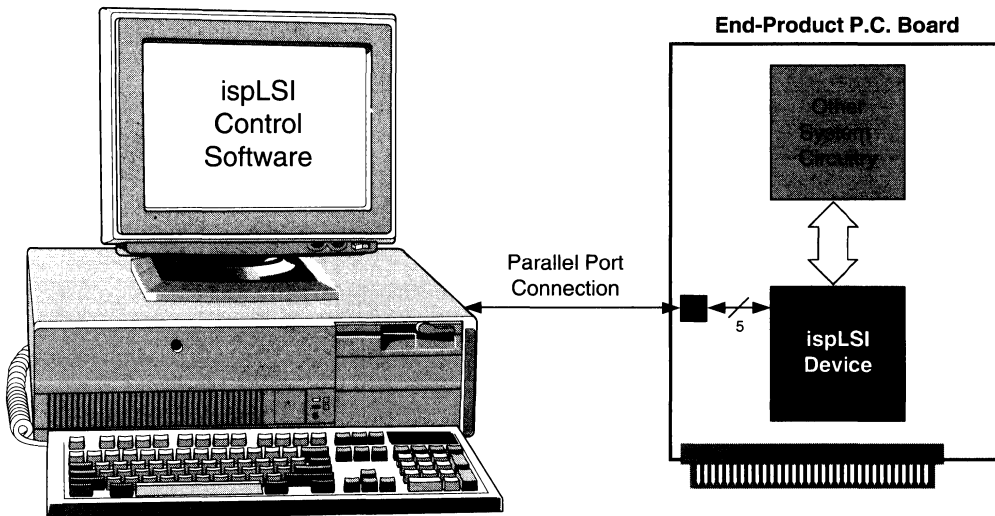 End-Product P.C. Board
ispLSI
Control
Software
Other
System
Circuitry
Parallel Port
Connection
5
ispLSI
Device